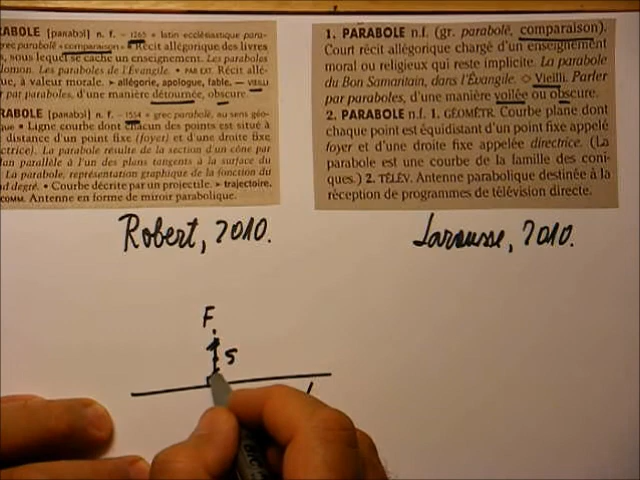 ABOLE [paʀabɔl] n. f. – 1265 ◊ latin ecclésiastique para-
grec parabolê « comparaison » ■ Récit allégorique des livres
s, sous lequel se cache un enseignement. Les paraboles
lomon. Les paraboles de l'Évangile. • PAR EXT. Récit allé-
que, à valeur morale. ➤ allégorie, apologue, fable. — VIEILLI
r par paraboles, d'une manière détournée, obscure.
RABOLE [paʀabɔl] n. f. – 1554 ◊ grec parabolê, au sens géo-
que ■ Ligne courbe dont chacun des points est situé à
distance d'un point fixe (foyer) et d'une droite fixe
ctrice). La parabole résulte de la section d'un cône par
lan parallèle à l'un des plans tangents à la surface du
La parabole, représentation graphique de la fonction du
nd degré. • Courbe décrite par un projectile. ➤ trajectoire.
COMM. Antenne en forme de miroir parabolique.
1. PARABOLE n.f. (gr. parabolê, comparaison).
Court récit allégorique chargé d'un enseignement
moral ou religieux qui reste implicite. La parabole
du Bon Samaritain, dans l'Évangile. ◇ Vieilli. Parler
par paraboles, d'une manière voilée ou obscure.
2. PARABOLE n.f. 1. GÉOMÉTR. Courbe plane dont
chaque point est équidistant d'un point fixe appelé
foyer et d'une droite fixe appelée directrice. (La
parabole est une courbe de la famille des coni-
ques.) 2. TÉLÉV. Antenne parabolique destinée à la
réception de programmes de télévision directe.
Robert, 2010.
Larousse, 2010.
F
S